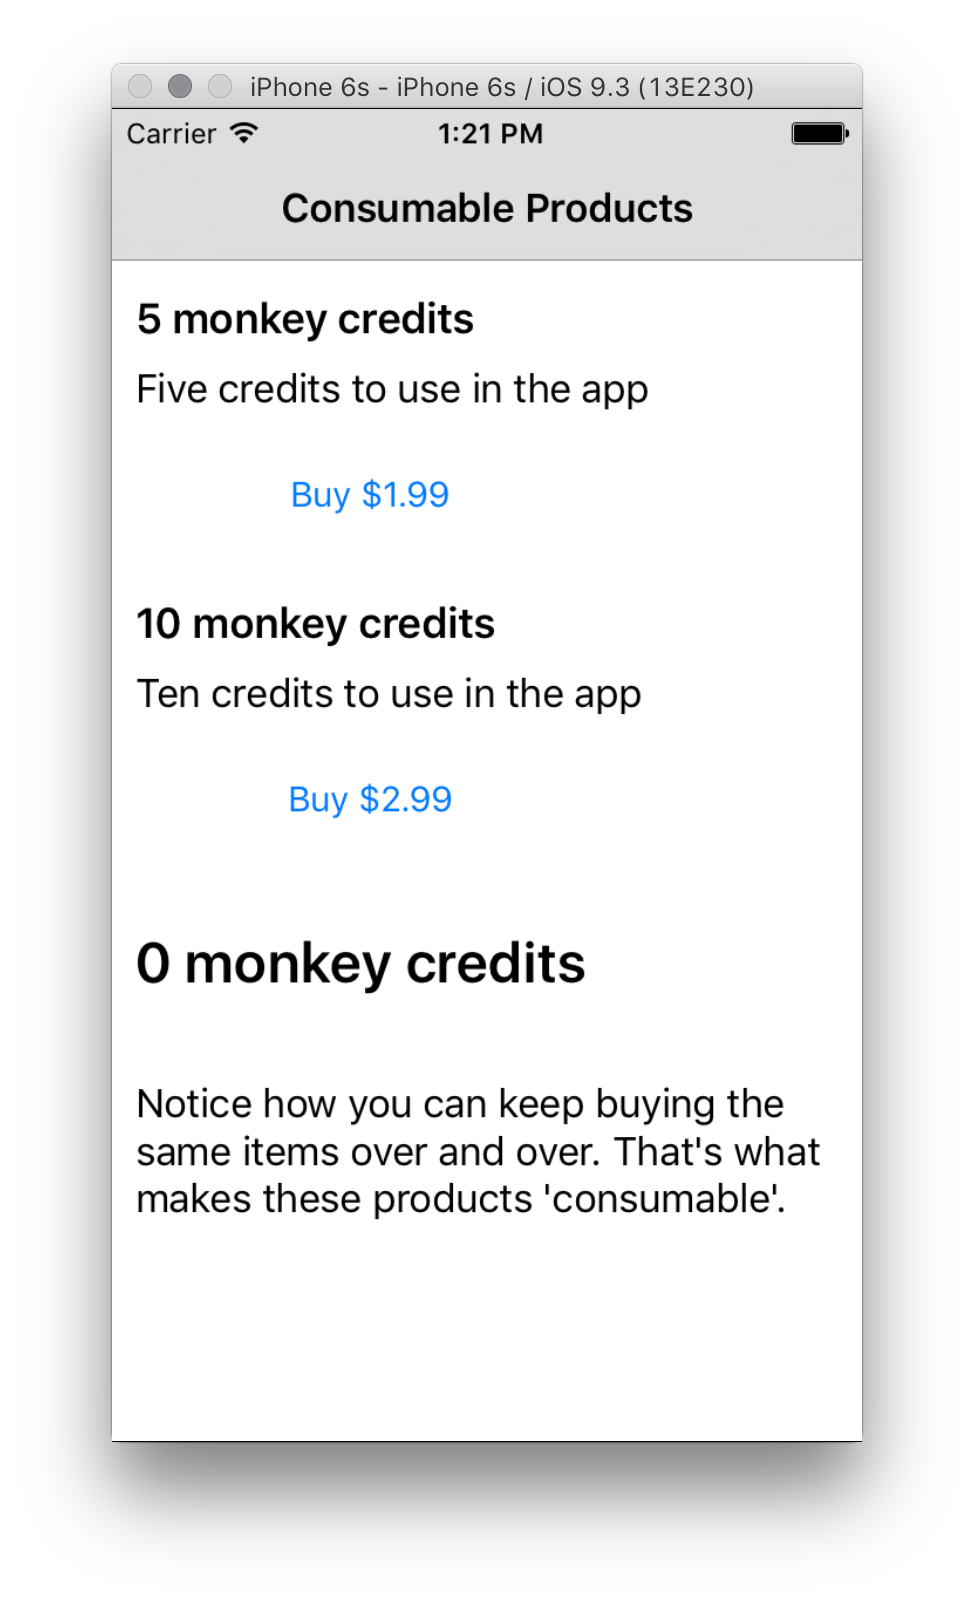 iPhone 6s - iPhone 6s / iOS 9.3 (13E230)
Carrier 1:21 PM
Consumable Products
5 monkey credits
Five credits to use in the app
Buy $1.99
10 monkey credits
Ten credits to use in the app
Buy $2.99
0 monkey credits
Notice how you can keep buying the
same items over and over. That's what
makes these products 'consumable'.